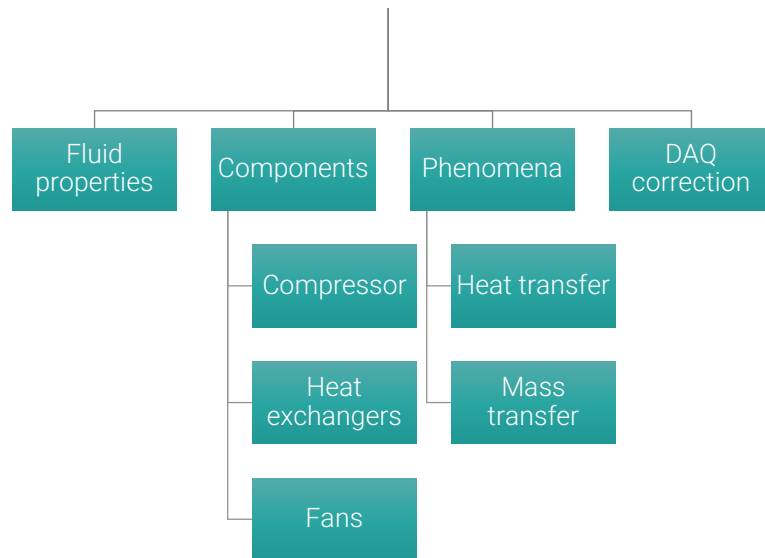 Fluid
properties
Components
Phenomena
DAQ
correction
Compressor
Heat transfer
Heat
exchangers
Mass
transfer
Fans